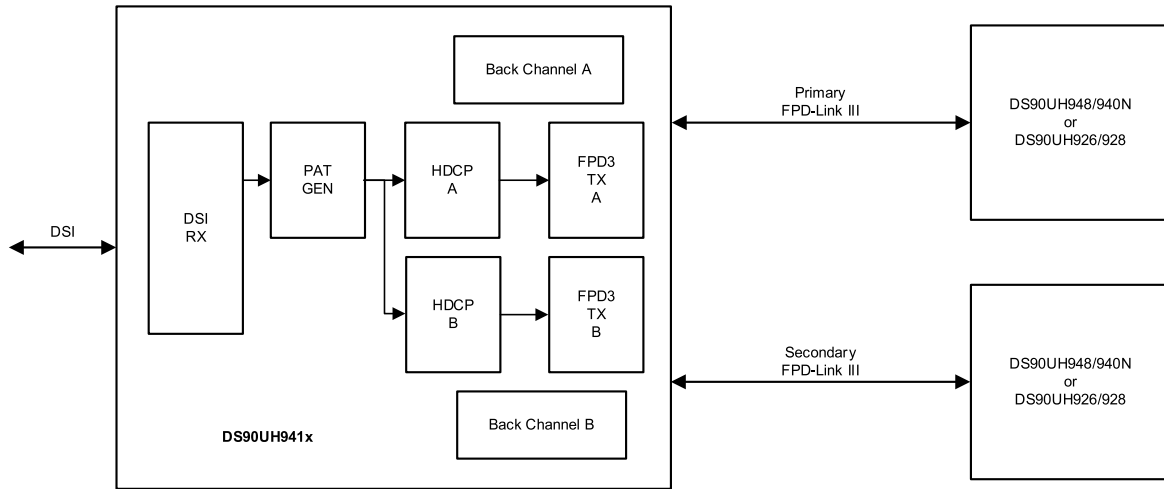 Back Channel A
Primary
FPD-Link III
DS90UH948/940N
or
DS90UH926/928
DSI
DSI
RX
PAT
GEN
HDCP
A
FPD3
TX
A
HDCP
B
FPD3
TX
B
Secondary
FPD-Link III
DS90UH948/940N
or
DS90UH926/928
Back Channel B
DS90UH941x